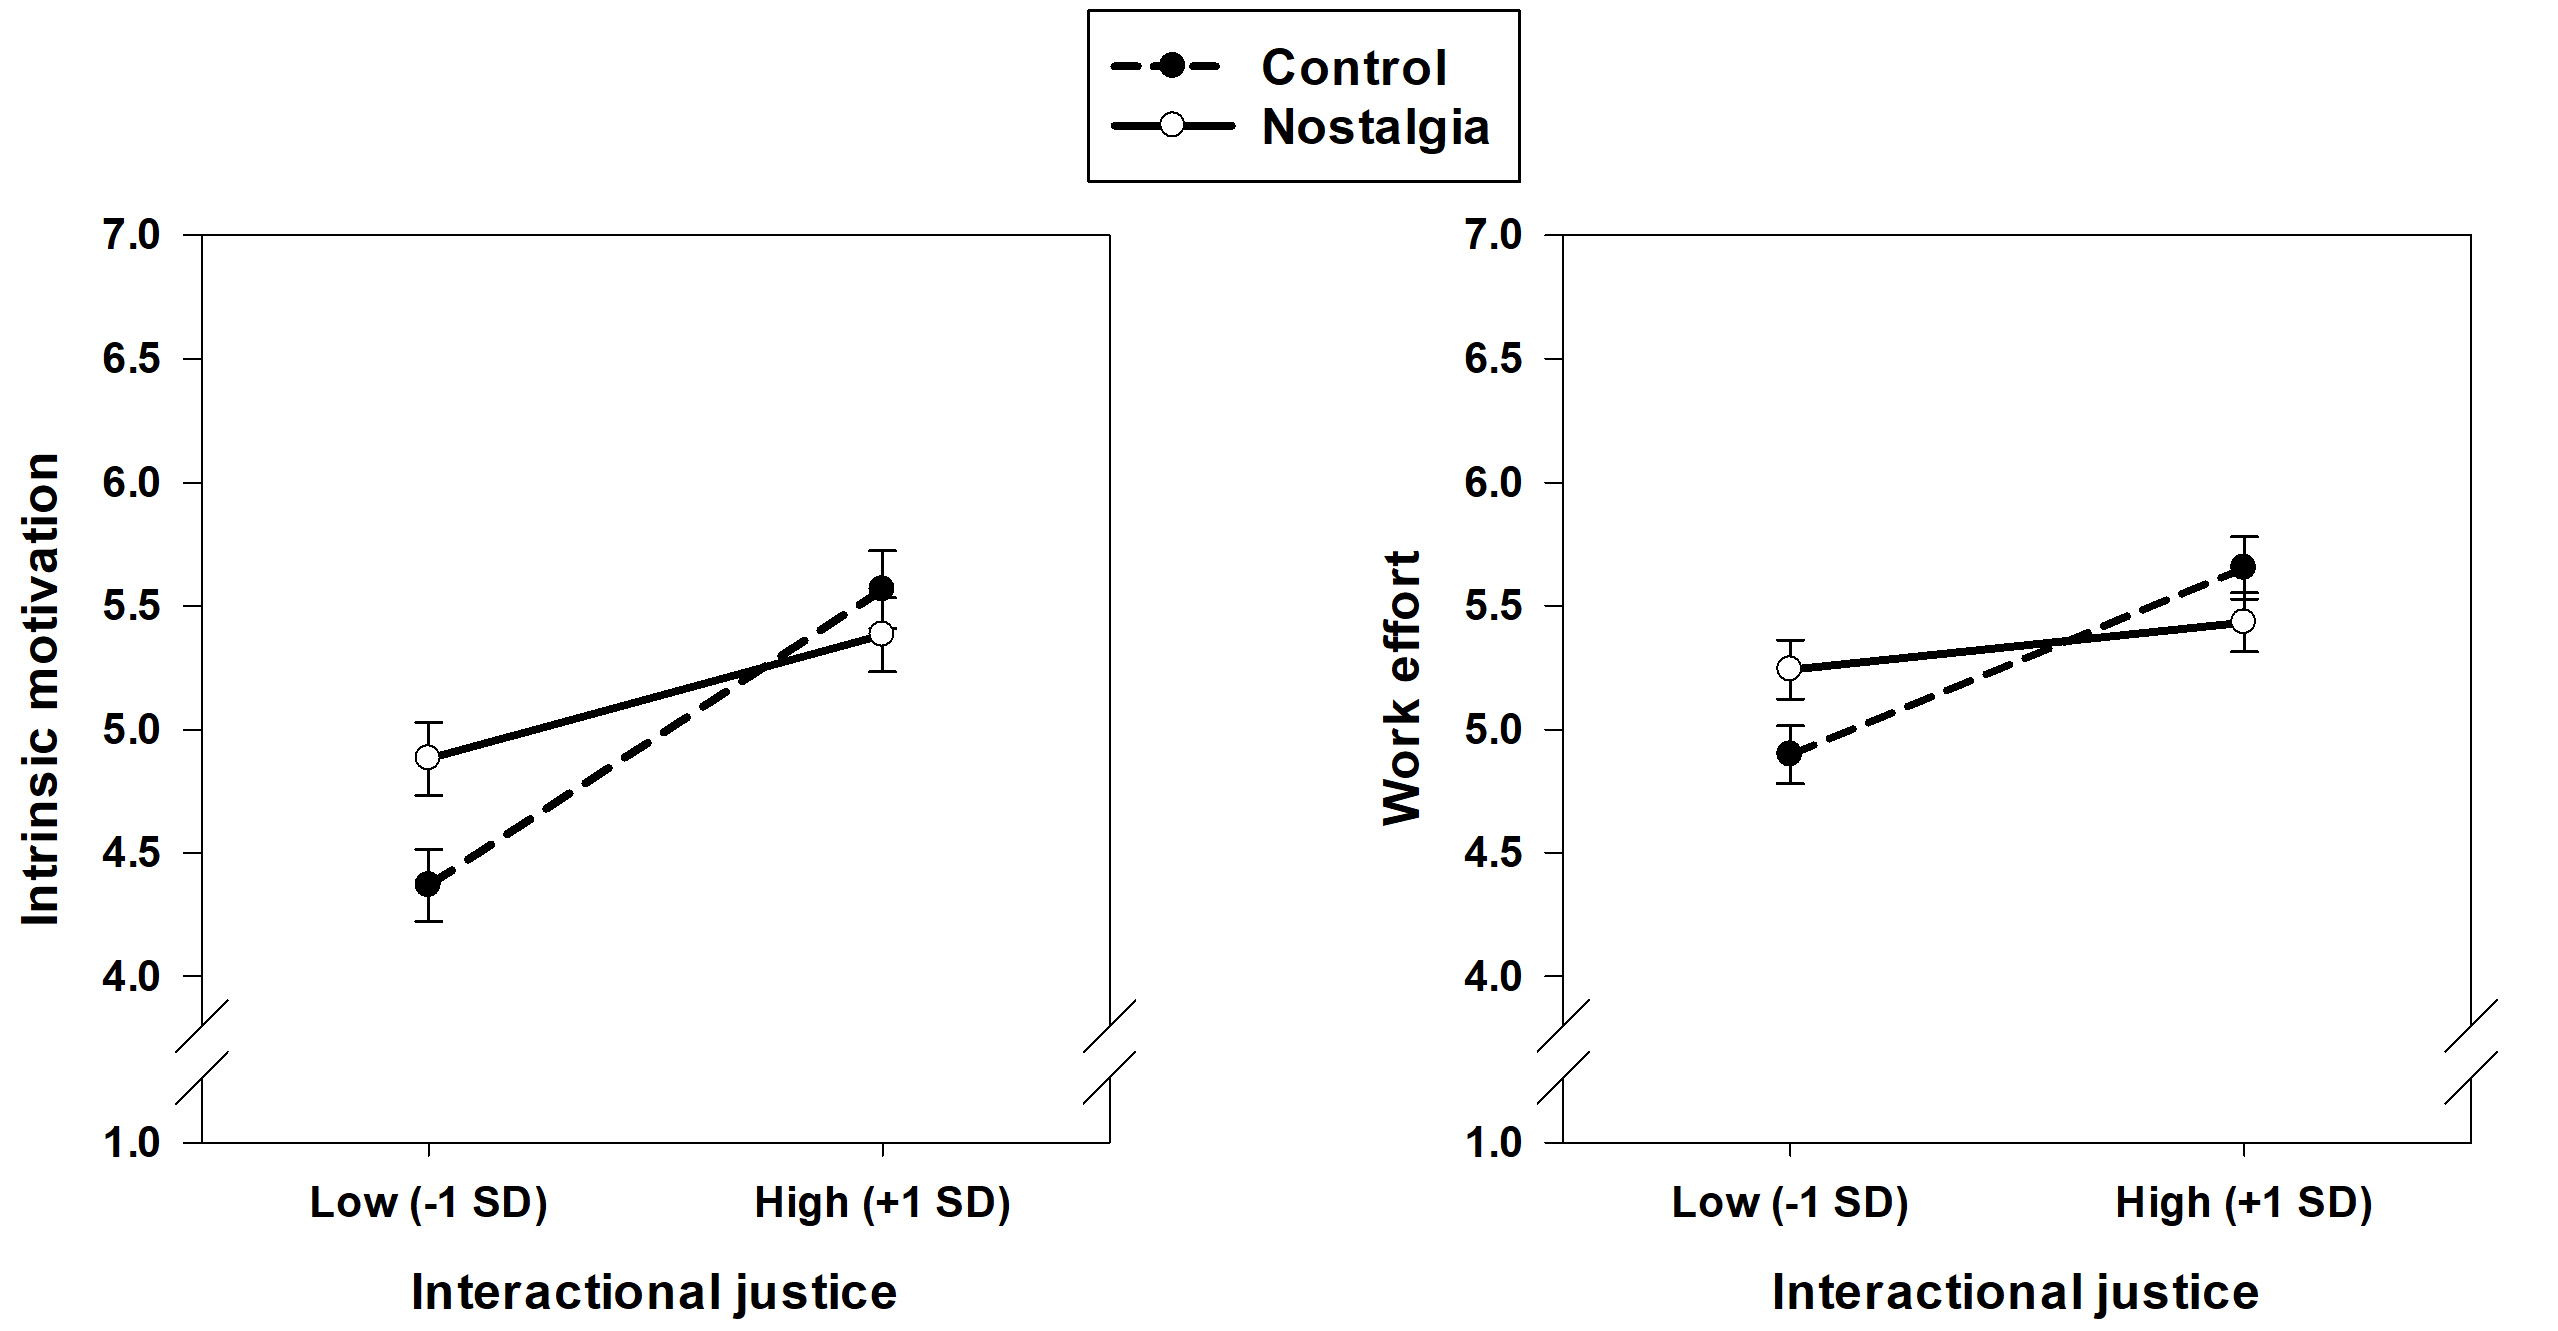 Control
Nostalgia
Intrinsic motivation
7.0
6.5
6.0
5.5
5.0
4.5
4.0
1.0
Low (-1 SD) High (+1 SD)
Interactional justice
Work effort
7.0
6.5
6.0
5.5
5.0
4.5
4.0
1.0
Low (-1 SD) High (+1 SD)
Interactional justice